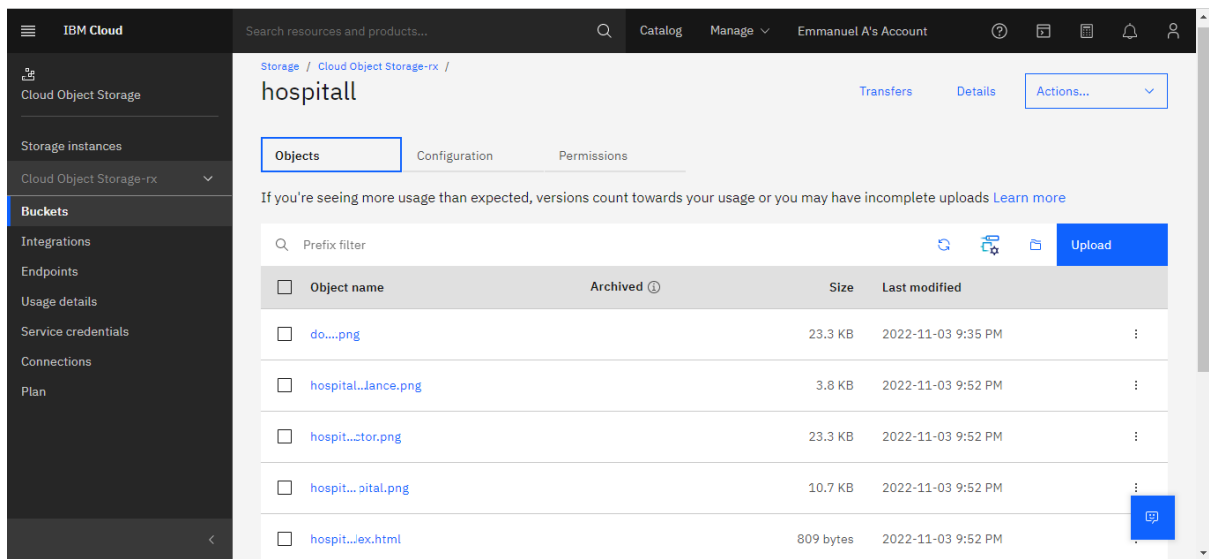 IBM Cloud
Search resources and products...
Catalog
Manage
Emmanuel A's Account
Cloud Object Storage
Storage instances
Cloud Object Storage-rx
Buckets
Integrations
Endpoints
Usage details
Service credentials
Connections
Plan
Storage / Cloud Object Storage-rx /
hospitall
Transfers
Details
Actions...
Objects
Configuration
Permissions
If you're seeing more usage than expected, versions count towards your usage or you may have incomplete uploads Learn more
Prefix filter
Upload
Object name Archived Size Last modified
do....png 23.3 KB 2022-11-03 9:35 PM
hospital...lance.png 3.8 KB 2022-11-03 9:52 PM
hospit...ctor.png 23.3 KB 2022-11-03 9:52 PM
hospit... pital.png 10.7 KB 2022-11-03 9:52 PM
hospit...lex.html 809 bytes 2022-11-03 9:52 PM